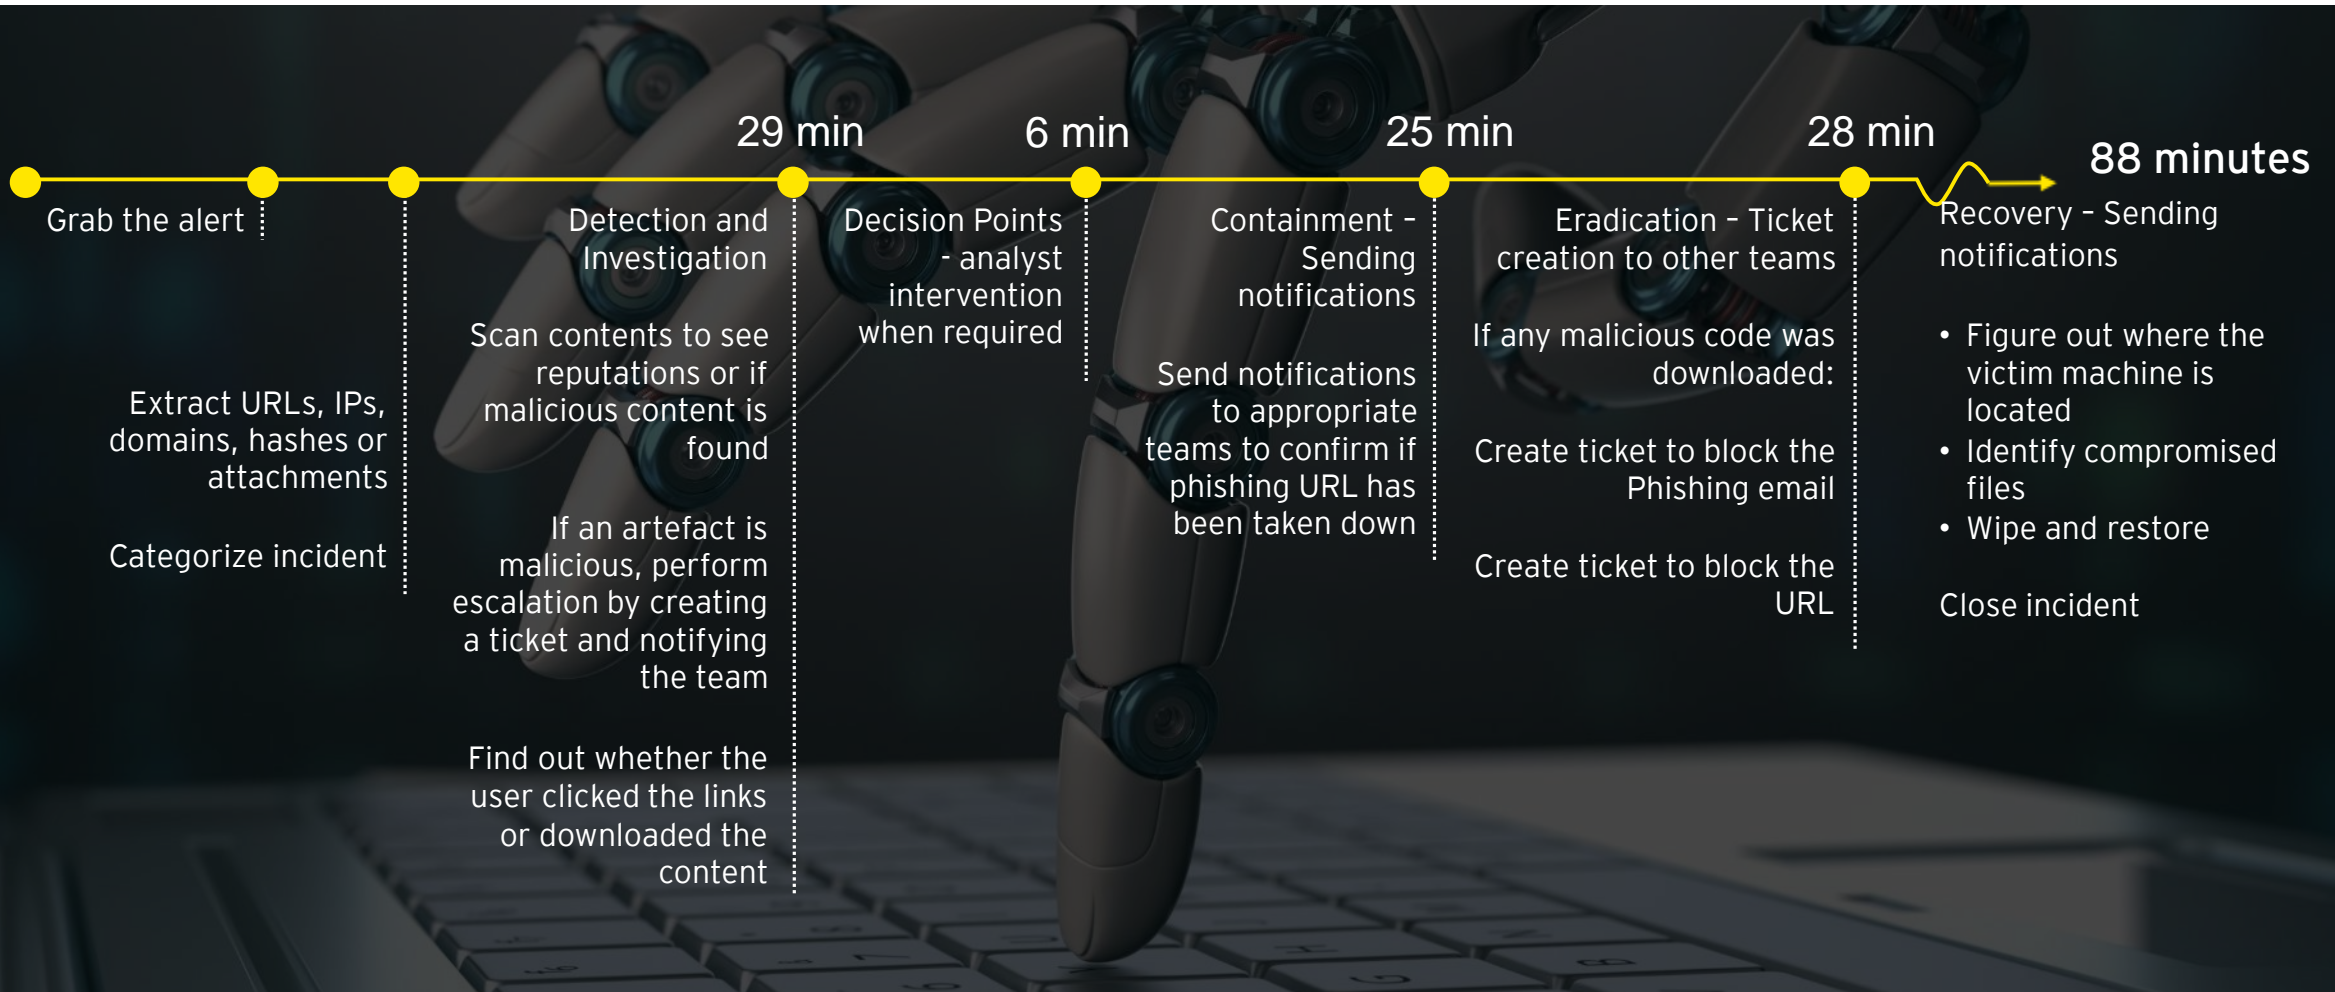 29 min
6 min
25 min
28 min
88 minutes
Grab the alert
Extract URLs, IPs,
domains, hashes or
attachments
Categorize incident
Detection and
Investigation
Scan contents to see
reputations or if
malicious content is
found
If an artefact is
malicious, perform
escalation by creating
a ticket and notifying
the team
Find out whether the
user clicked the links
or downloaded the
content
Decision Points
- analyst
intervention
when required
Containment –
Sending
notifications
Send notifications
to appropriate
teams to confirm if
phishing URL has
been taken down
Eradication – Ticket
creation to other teams
If any malicious code was
downloaded:
Create ticket to block the
Phishing email
Create ticket to block the
URL
Recovery – Sending
notifications
• Figure out where the
victim machine is
located
• Identify compromised
files
• Wipe and restore
Close incident